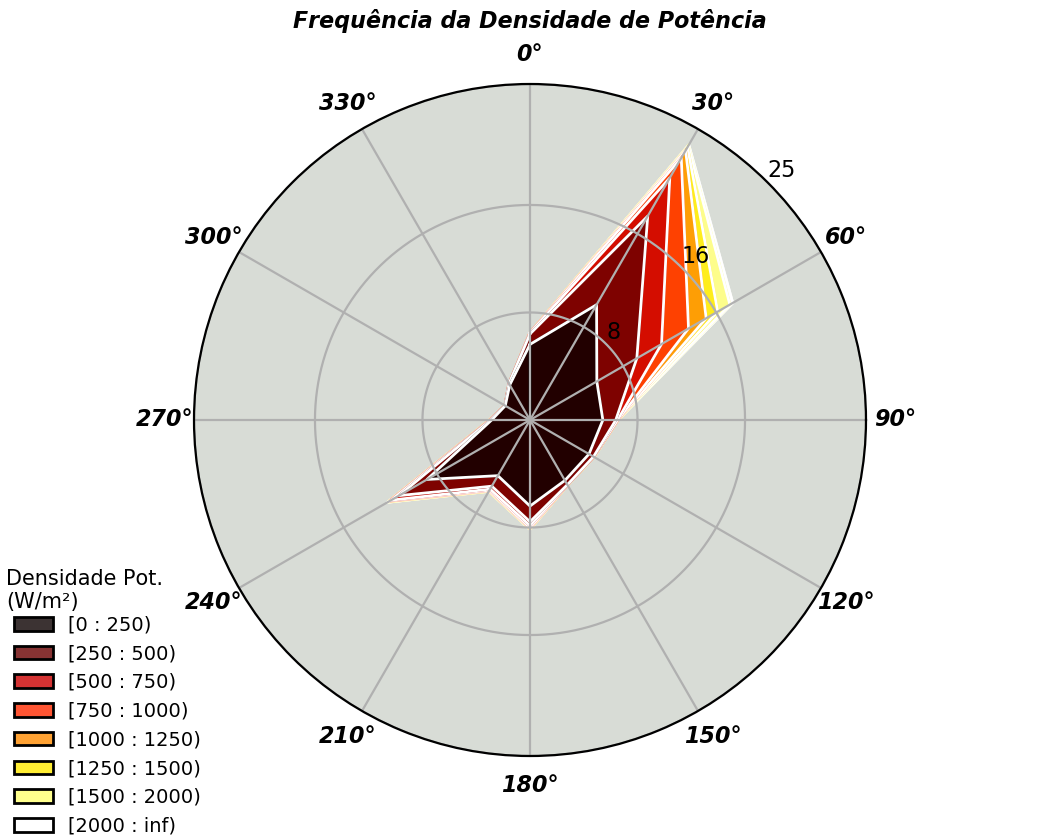 Frequência da Densidade de Potência
0°
30°
60°
90°
120°
150°
180°
210°
240°
270°
300°
330°
25
16
8
Densidade Pot.
(W/m²)
[0 : 250)
[250 : 500)
[500 : 750)
[750 : 1000)
[1000 : 1250)
[1250 : 1500)
[1500 : 2000)
[2000 : inf)